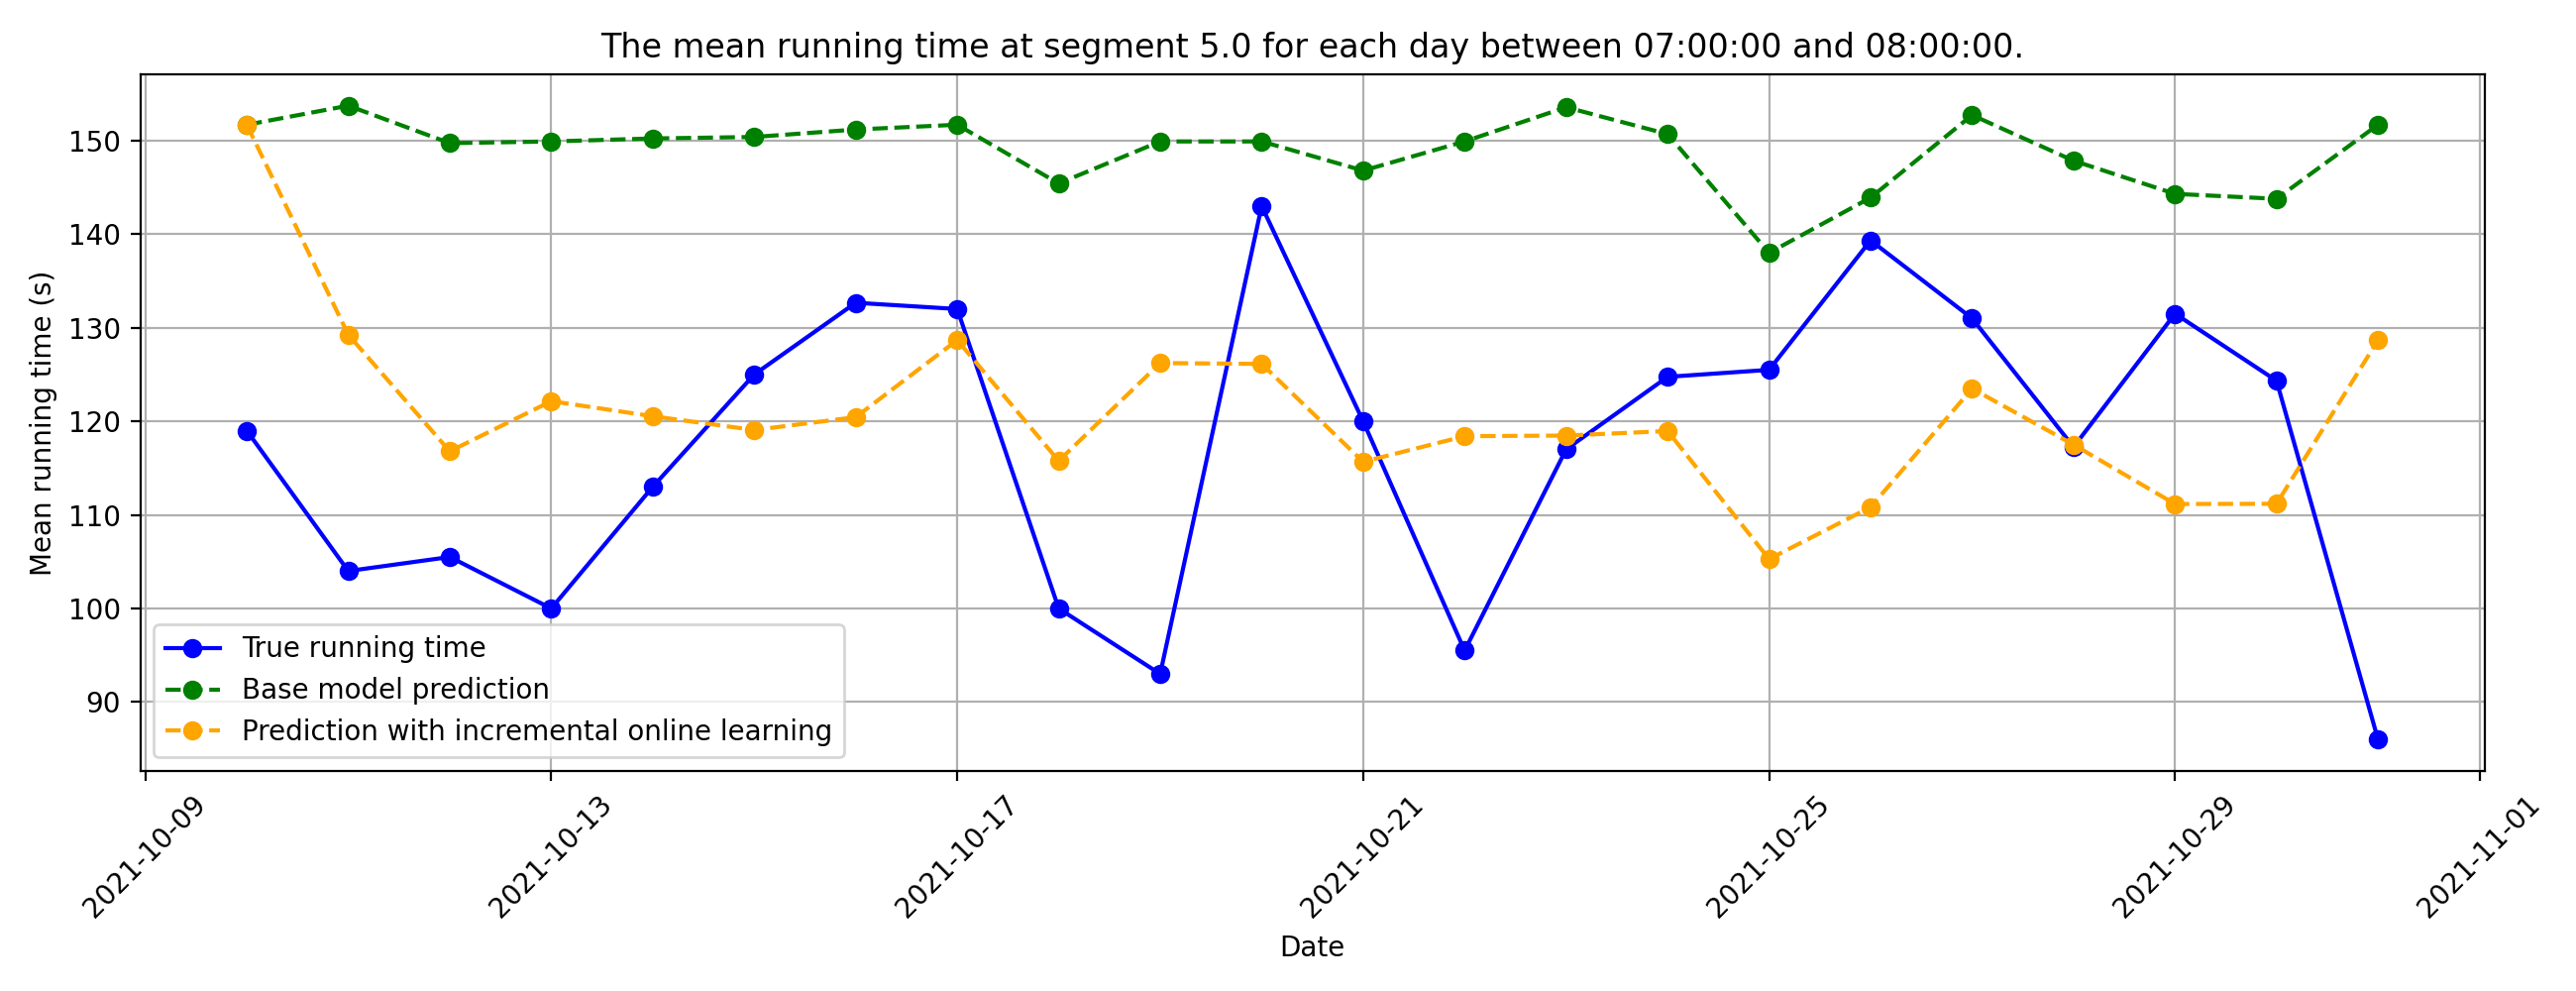 The mean running time at segment 5.0 for each day between 07:00:00 and 08:00:00.
Mean running time (s)
150
140
130
120
110
100
90
True running time
Base model prediction
Prediction with incremental online learning
2021-10-09
2021-10-13
2021-10-17
2021-10-21
2021-10-25
2021-10-29
2021-11-01
Date